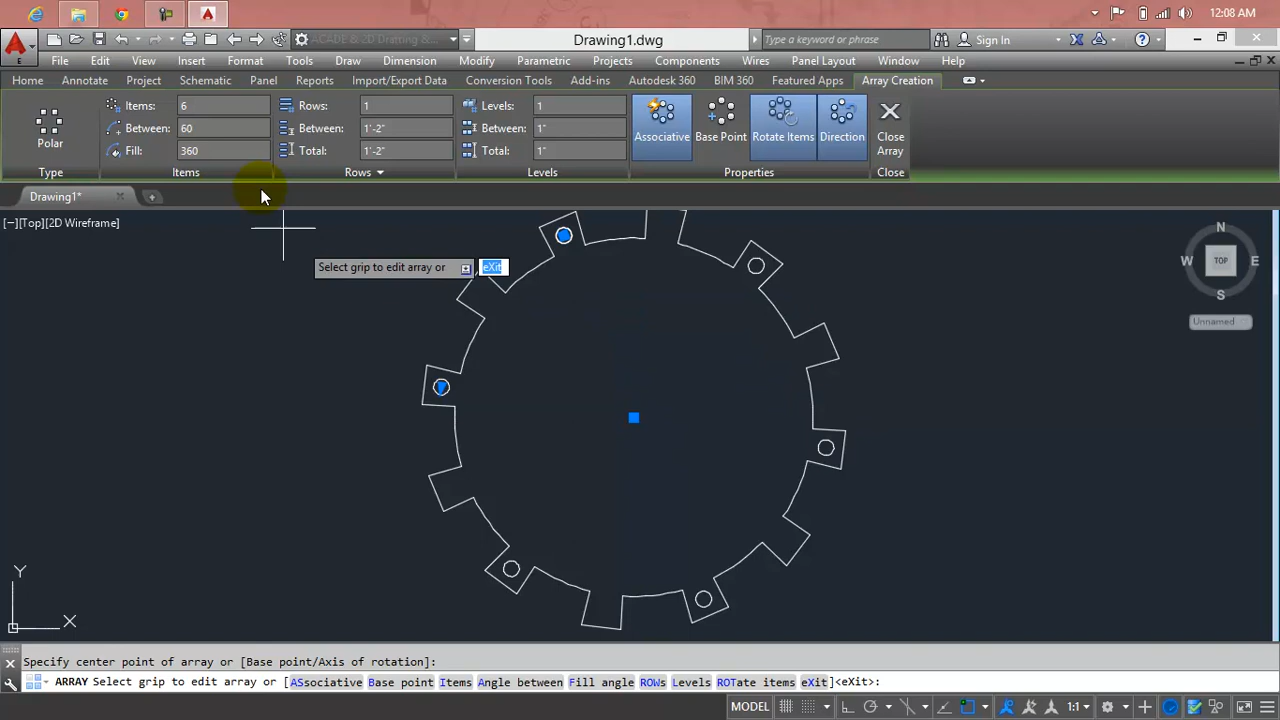 12:08 AM
ACADE & 2D Drafting &
Drawing1.dwg
Type a keyword or phrase
Sign In
File Edit View Insert Format Tools Draw Dimension Modify Parametric Projects Components Wires Panel Layout Window Help
Home Annotate Project Schematic Panel Reports Import/Export Data Conversion Tools Add-ins Autodesk 360 BIM 360 Featured Apps Array Creation
Items: 6 Rows: 1 Levels: 1
Between: 60 Between: 1'-2" Between: 1"
Fill: 360 Total: 1'-2" Total: 1"
Polar Associative Base Point Rotate Items Direction Close Array
Type Items Rows Levels Properties Close
Drawing1*
[−][Top][2D Wireframe]
N
W TOP E
S
Unnamed
Select grip to edit array or eXit
Y
X
Specify center point of array or [Base point/Axis of rotation]:
ARRAY Select grip to edit array or [ASsociative Base point Items Angle between Fill angle ROWs Levels ROTate items eXit]<eXit>:
MODEL 1:1